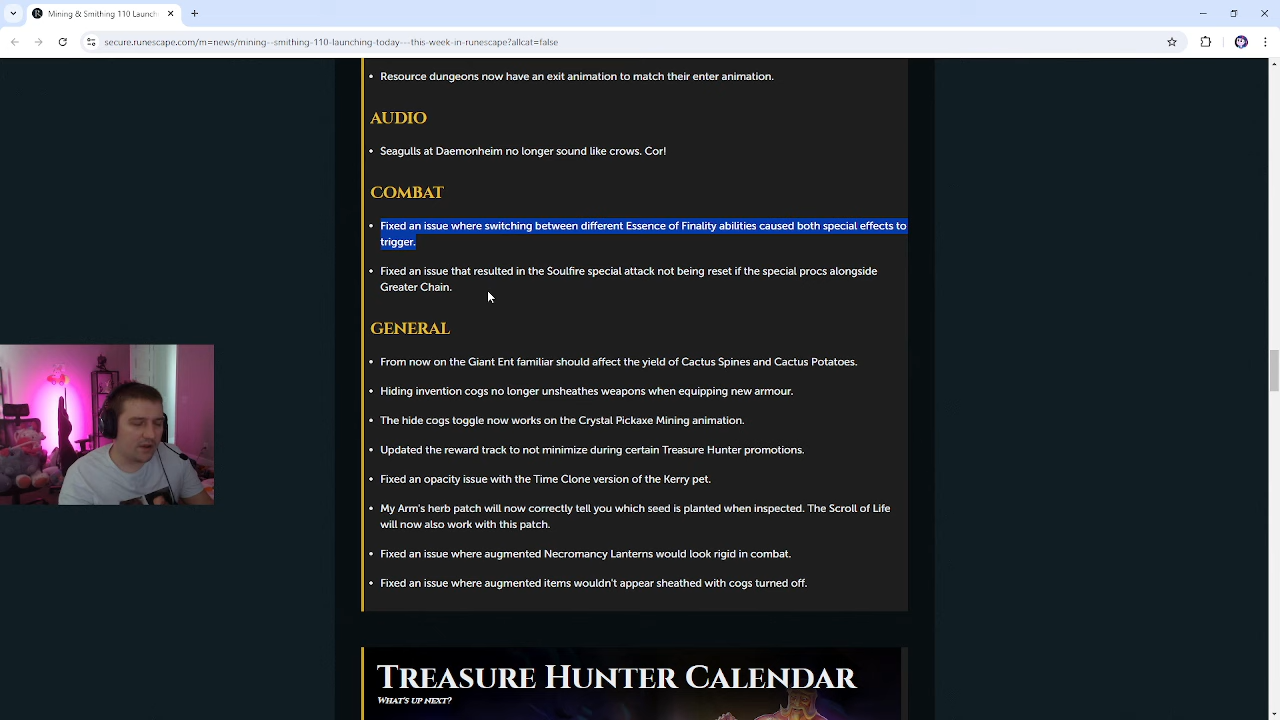 Mining & Smithing 110 Launch
secure.runescape.com/m=news/mining--smithing-110-launching-today---this-week-in-runescape?allcat=false
• Resource dungeons now have an exit animation to match their enter animation.
AUDIO
• Seagulls at Daemonheim no longer sound like crows. Cor!
COMBAT
• Fixed an issue where switching between different Essence of Finality abilities caused both special effects to
trigger.
• Fixed an issue that resulted in the Soulfire special attack not being reset if the special procs alongside
Greater Chain.
GENERAL
• From now on the Giant Ent familiar should affect the yield of Cactus Spines and Cactus Potatoes.
• Hiding invention cogs no longer unsheathes weapons when equipping new armour.
• The hide cogs toggle now works on the Crystal Pickaxe Mining animation.
• Updated the reward track to not minimize during certain Treasure Hunter promotions.
• Fixed an opacity issue with the Time Clone version of the Kerry pet.
• My Arm's herb patch will now correctly tell you which seed is planted when inspected. The Scroll of Life
will now also work with this patch.
• Fixed an issue where augmented Necromancy Lanterns would look rigid in combat.
• Fixed an issue where augmented items wouldn't appear sheathed with cogs turned off.
TREASURE HUNTER CALENDAR
WHAT'S UP NEXT?